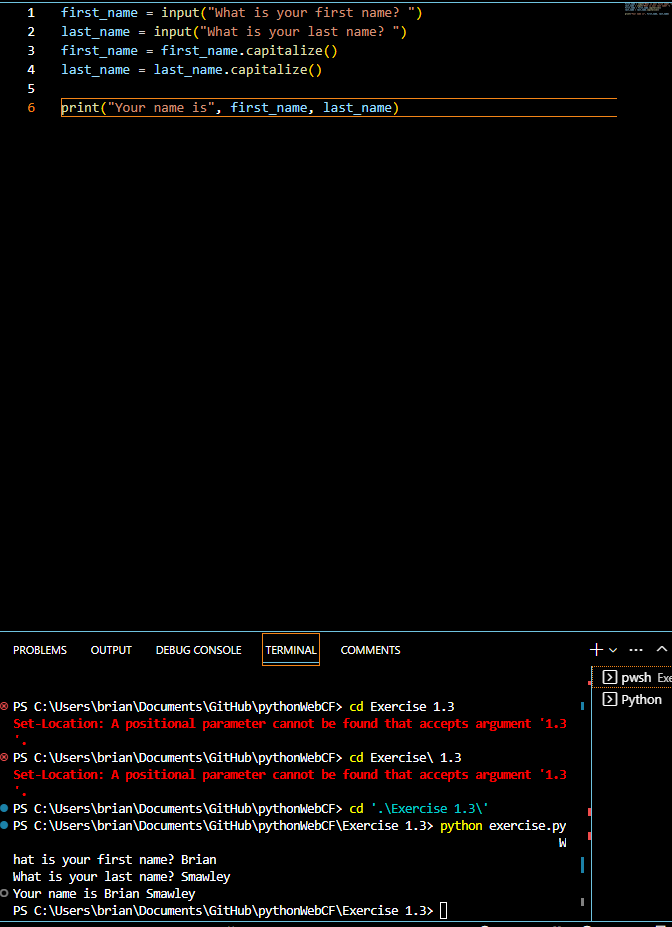 1 first_name = input("What is your first name? ")
2 last_name = input("What is your last name? ")
3 first_name = first_name.capitalize()
4 last_name = last_name.capitalize()
5
6 print("Your name is", first_name, last_name)
PROBLEMS OUTPUT DEBUG CONSOLE TERMINAL COMMENTS
pwsh Exe
Python
PS C:\Users\brian\Documents\GitHub\pythonWebCF> cd Exercise 1.3
Set-Location: A positional parameter cannot be found that accepts argument '1.3
'.
PS C:\Users\brian\Documents\GitHub\pythonWebCF> cd Exercise\ 1.3
Set-Location: A positional parameter cannot be found that accepts argument '1.3
'.
PS C:\Users\brian\Documents\GitHub\pythonWebCF> cd '.\Exercise 1.3\'
PS C:\Users\brian\Documents\GitHub\pythonWebCF\Exercise 1.3> python exercise.py
W
hat is your first name? Brian
What is your last name? Smawley
Your name is Brian Smawley
PS C:\Users\brian\Documents\GitHub\pythonWebCF\Exercise 1.3>